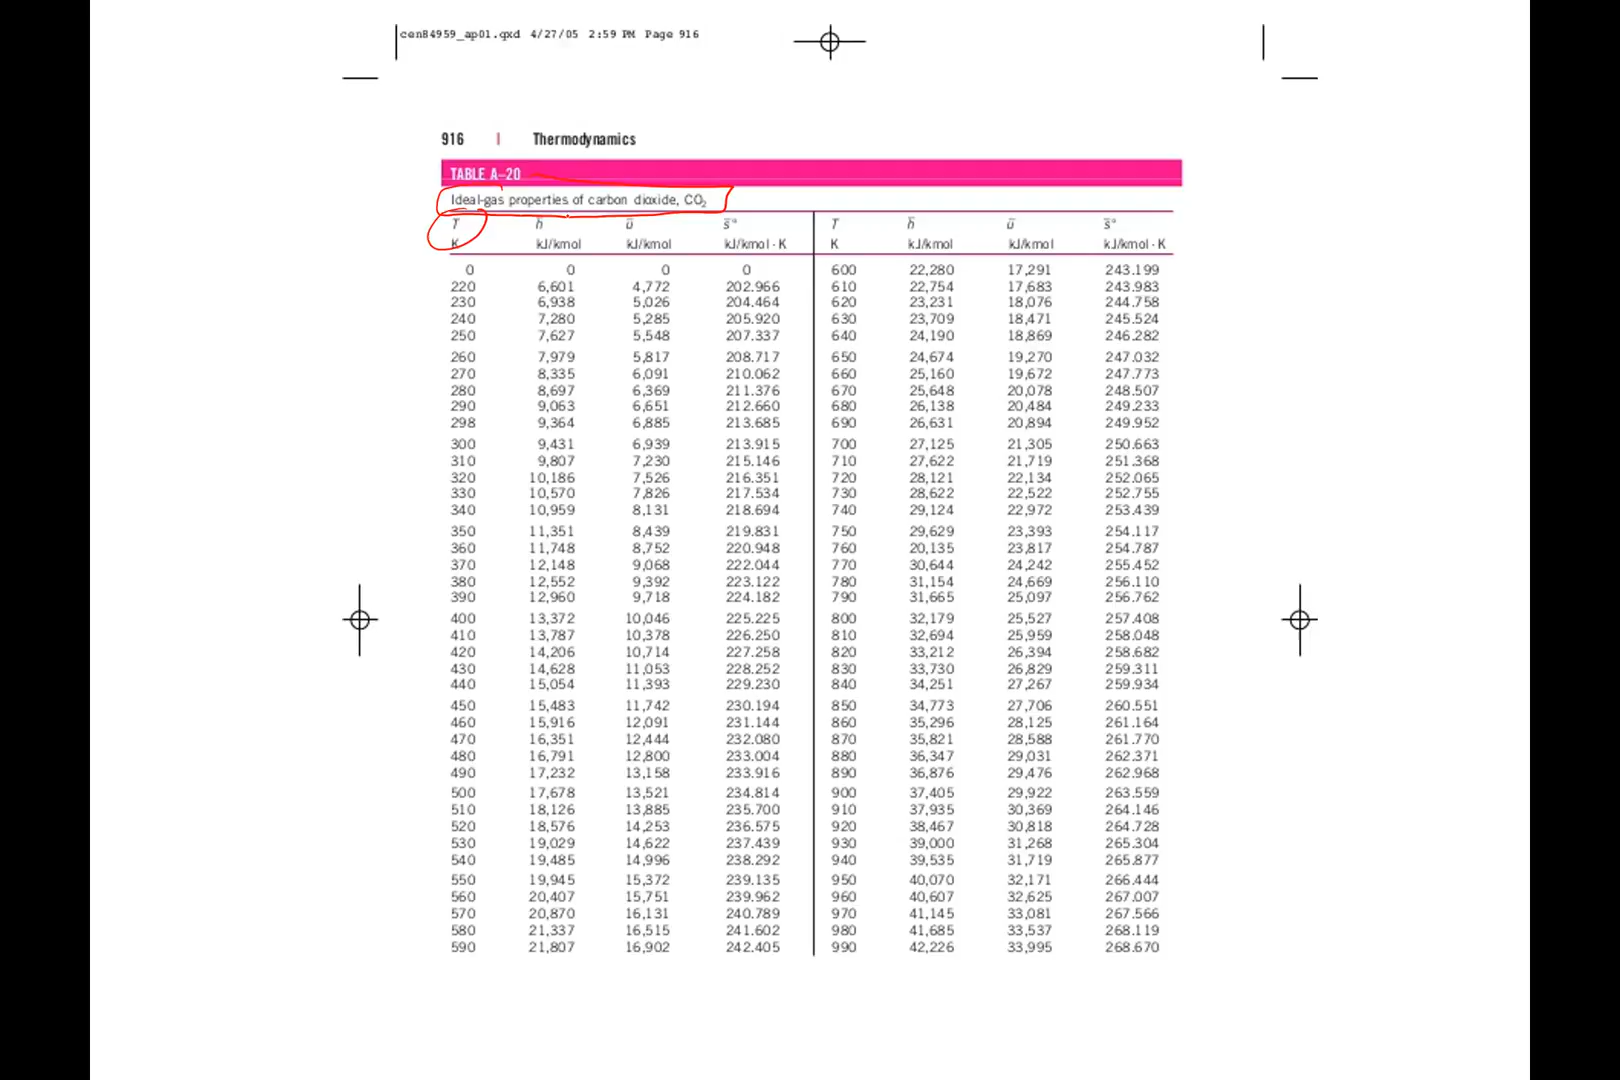 cen84959_ap01.qxd 4/27/05 2:59 PM Page 916
916 | Thermodynamics
TABLE A–20
Ideal-gas properties of carbon dioxide, CO₂
T h̄ ū s̄° T h̄ ū s̄°
K kJ/kmol kJ/kmol kJ/kmol · K K kJ/kmol kJ/kmol kJ/kmol · K
0 0 0 0 600 22,280 17,291 243.199
220 6,601 4,772 202.966 610 22,754 17,683 243.983
230 6,938 5,026 204.464 620 23,231 18,076 244.758
240 7,280 5,285 205.920 630 23,709 18,471 245.524
250 7,627 5,548 207.337 640 24,190 18,869 246.282
260 7,979 5,817 208.717 650 24,674 19,270 247.032
270 8,335 6,091 210.062 660 25,160 19,672 247.773
280 8,697 6,369 211.376 670 25,648 20,078 248.507
290 9,063 6,651 212.660 680 26,138 20,484 249.233
298 9,364 6,885 213.685 690 26,631 20,894 249.952
300 9,431 6,939 213.915 700 27,125 21,305 250.663
310 9,807 7,230 215.146 710 27,622 21,719 251.368
320 10,186 7,526 216.351 720 28,121 22,134 252.065
330 10,570 7,826 217.534 730 28,622 22,522 252.755
340 10,959 8,131 218.694 740 29,124 22,972 253.439
350 11,351 8,439 219.831 750 29,629 23,393 254.117
360 11,748 8,752 220.948 760 20,135 23,817 254.787
370 12,148 9,068 222.044 770 30,644 24,242 255.452
380 12,552 9,392 223.122 780 31,154 24,669 256.110
390 12,960 9,718 224.182 790 31,665 25,097 256.762
400 13,372 10,046 225.225 800 32,179 25,527 257.408
410 13,787 10,378 226.250 810 32,694 25,959 258.048
420 14,206 10,714 227.258 820 33,212 26,394 258.682
430 14,628 11,053 228.252 830 33,730 26,829 259.311
440 15,054 11,393 229.230 840 34,251 27,267 259.934
450 15,483 11,742 230.194 850 34,773 27,706 260.551
460 15,916 12,091 231.144 860 35,296 28,125 261.164
470 16,351 12,444 232.080 870 35,821 28,588 261.770
480 16,791 12,800 233.004 880 36,347 29,031 262.371
490 17,232 13,158 233.916 890 36,876 29,476 262.968
500 17,678 13,521 234.814 900 37,405 29,922 263.559
510 18,126 13,885 235.700 910 37,935 30,369 264.146
520 18,576 14,253 236.575 920 38,467 30,818 264.728
530 19,029 14,622 237.439 930 39,000 31,268 265.304
540 19,485 14,996 238.292 940 39,535 31,719 265.877
550 19,945 15,372 239.135 950 40,070 32,171 266.444
560 20,407 15,751 239.962 960 40,607 32,625 267.007
570 20,870 16,131 240.789 970 41,145 33,081 267.566
580 21,337 16,515 241.602 980 41,685 33,537 268.119
590 21,807 16,902 242.405 990 42,226 33,995 268.670